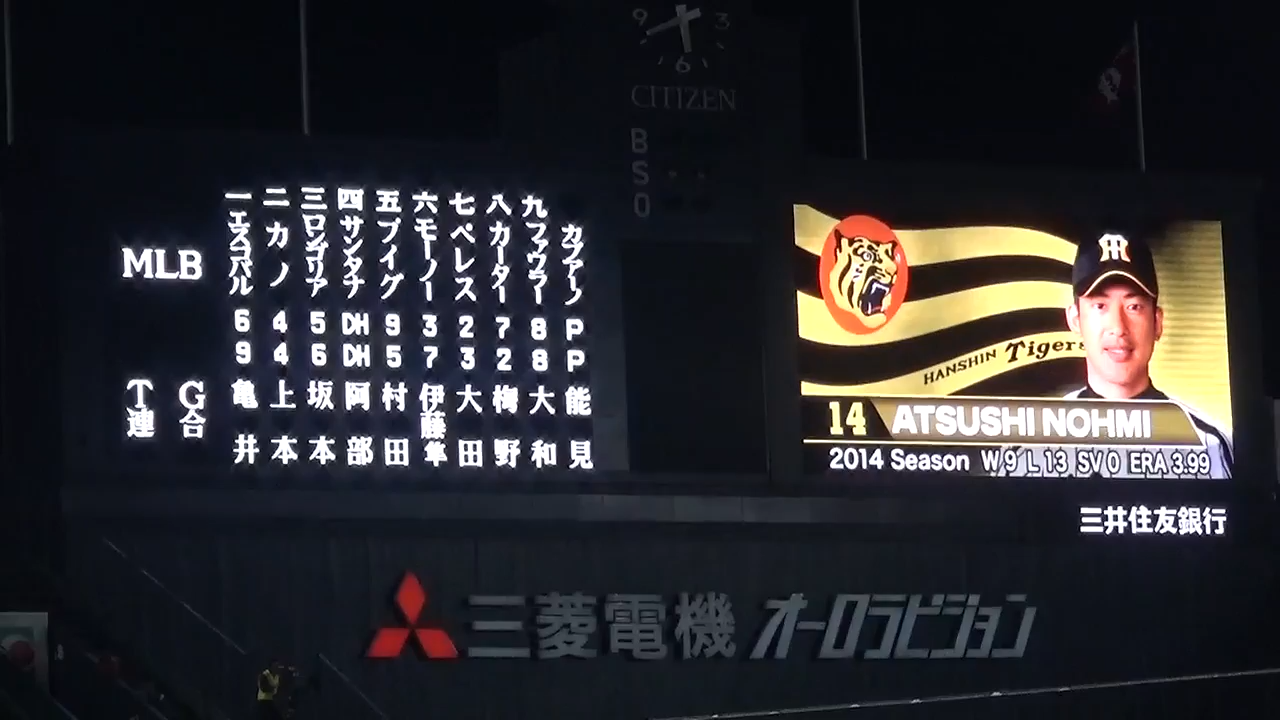 9 3
6
CITIZEN
B
S
O
MLB
一 二 三 四 五 六 七 八 九
エスコバル カノ ロンゴリア サンタナ プイグ モーノー ペレス カーター ファウラー カプアーノ
6 4 5 DH 9 3 2 7 8 P
9 4 6 DH 5 7 3 2 8 P
T G
連 合
亀井 上本 坂本 阿部 村田 伊藤隼 大田 梅野 大和 能見
HANSHIN Tigers
14 ATSUSHI NOHMI
2014 Season W 9 L 13 SV 0 ERA 3.99
三井住友銀行
三菱電機 オーロラビジョン